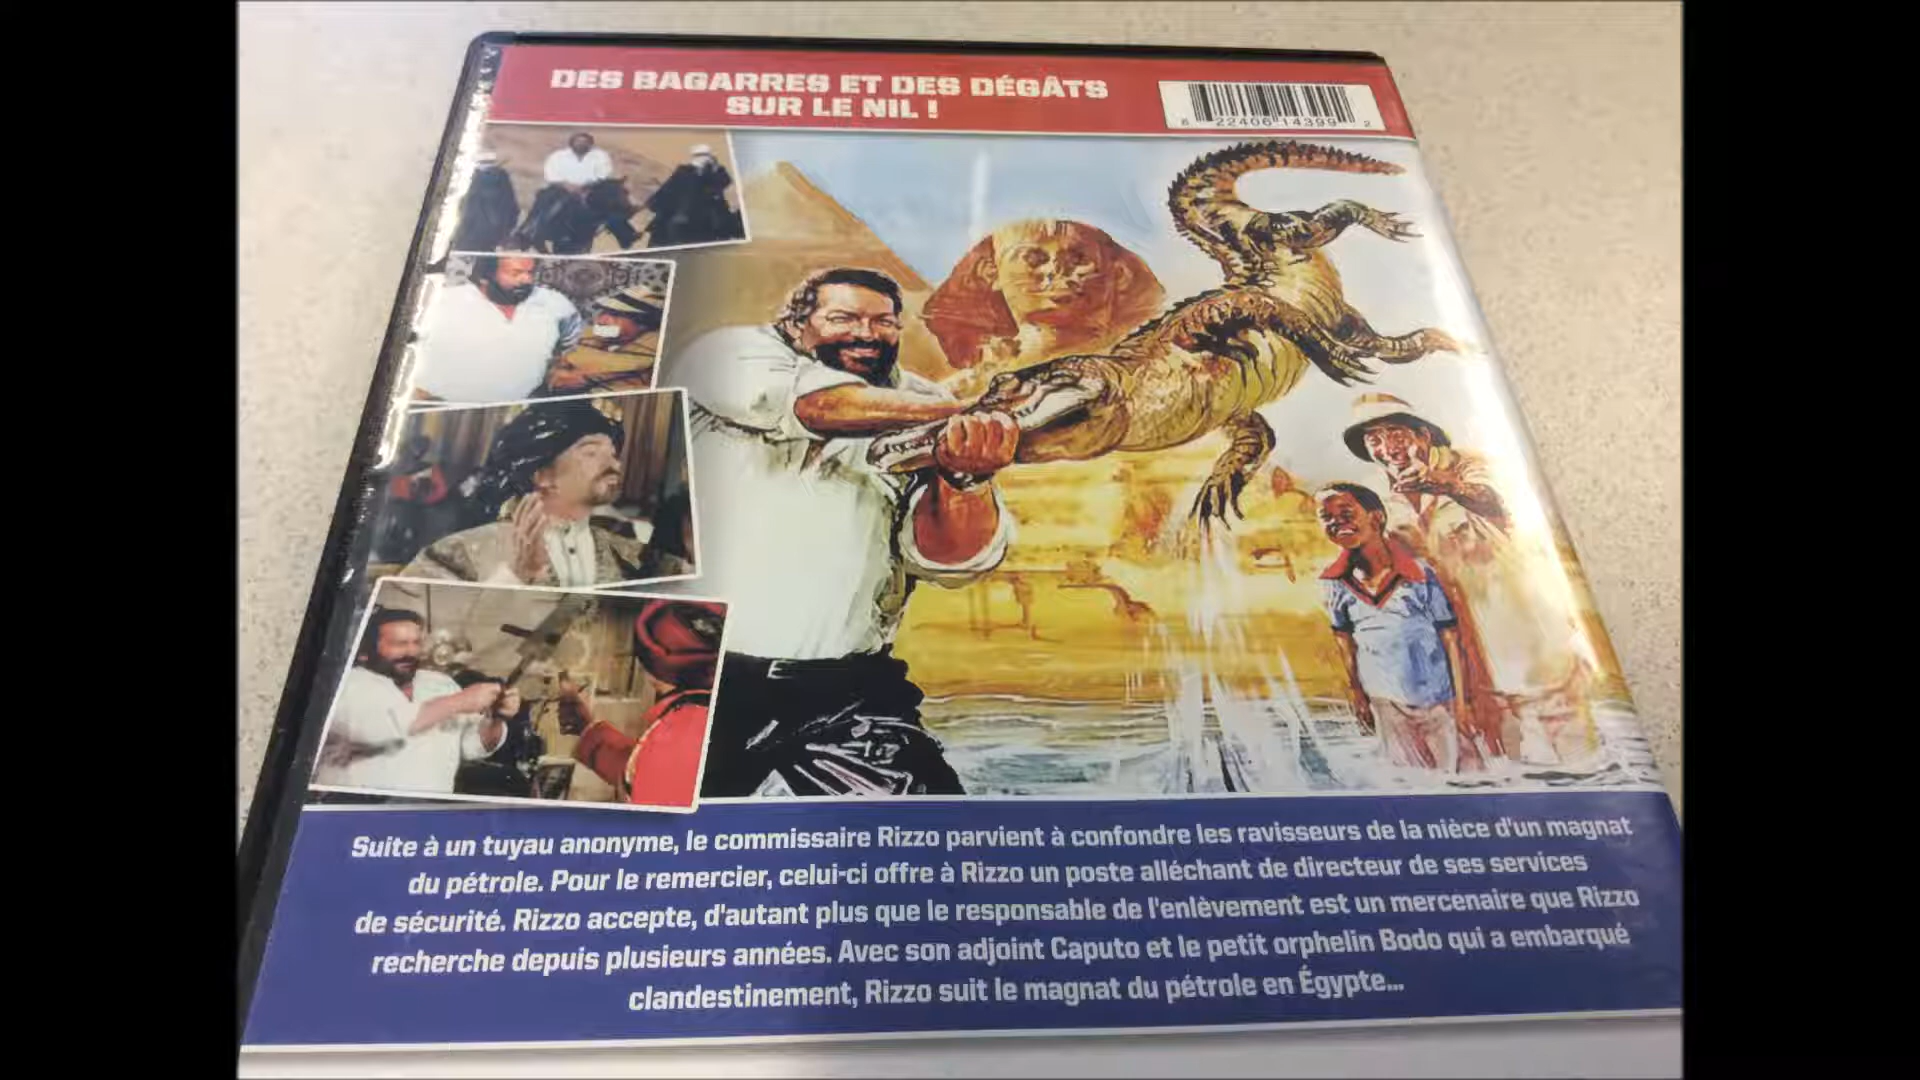 DES BAGARRES ET DES DÉGÂTS
SUR LE NIL !
8 22406 14399 2
Suite à un tuyau anonyme, le commissaire Rizzo parvient à confondre les ravisseurs de la nièce d'un magnat
du pétrole. Pour le remercier, celui-ci offre à Rizzo un poste alléchant de directeur de ses services
de sécurité. Rizzo accepte, d'autant plus que le responsable de l'enlèvement est un mercenaire que Rizzo
recherche depuis plusieurs années. Avec son adjoint Caputo et le petit orphelin Bodo qui a embarqué
clandestinement, Rizzo suit le magnat du pétrole en Égypte...